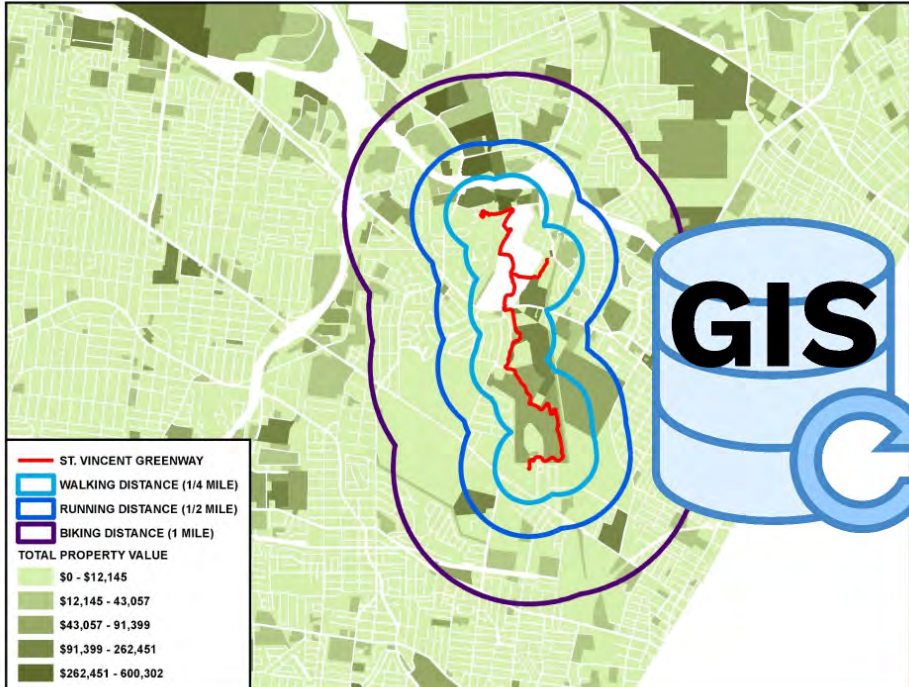 GIS
ST. VINCENT GREENWAY
WALKING DISTANCE (1/4 MILE)
RUNNING DISTANCE (1/2 MILE)
BIKING DISTANCE (1 MILE)
TOTAL PROPERTY VALUE
$0 - $12,145
$12,145 - 43,057
$43,057 - 91,399
$91,399 - 262,451
$262,451 - 600,302